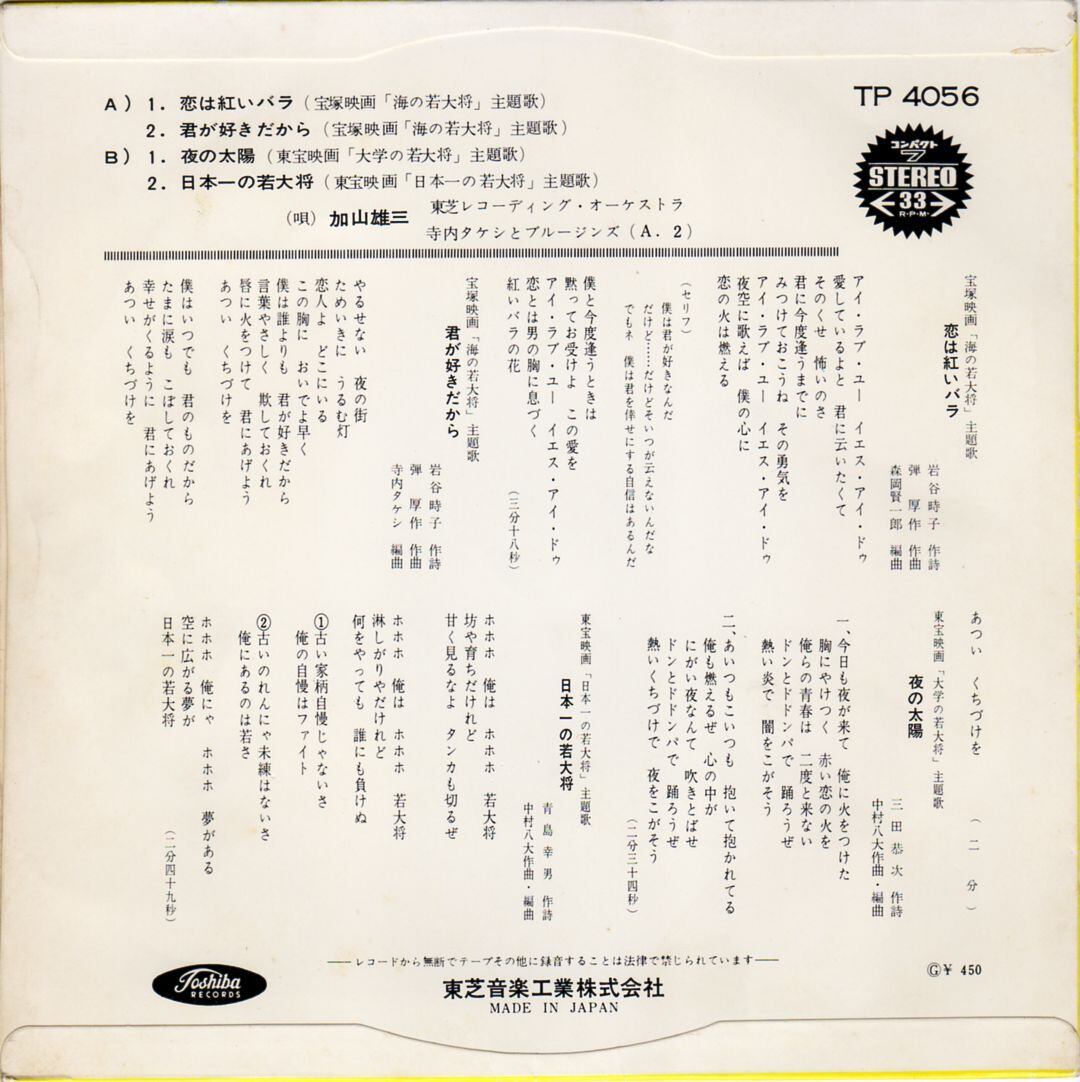 A) 1. 恋は紅いバラ (宝塚映画「海の若大将」主題歌)
2. 君が好きだから (宝塚映画「海の若大将」主題歌)
B) 1. 夜の太陽 (東宝映画「大学の若大将」主題歌)
2. 日本一の若大将 (東宝映画「日本一の若大将」主題歌)
(唄) 加山雄三
東芝レコーディング・オーケストラ
寺内タケシとブルージンズ (A. 2)
TP 4056
コンパクト
7
STEREO
33
R・P・M・
宝塚映画「海の若大将」主題歌
恋は紅いバラ
岩谷時子 作詩
弾厚作 作曲
森岡賢一郎 編曲
アイ・ラブ・ユー イエス・アイ・ドゥ
愛しているよと 君に云いたくて
そのくせ 怖いのさ
君に今度逢うまでに
みつけておこうね その勇気を
アイ・ラブ・ユー イエス・アイ・ドゥ
夜空に歌えば 僕の心に
恋の火は燃える
(セリフ)
僕は君が好きなんだ
だけど……だけどそいつが云えないんだな
でもネ 僕は君を倖せにする自信はあるんだ
僕と今度逢うときは
黙ってお受けよ この愛を
アイ・ラブ・ユー イエス・アイ・ドゥ
恋とは男の胸に息づく
紅いバラの花
(三分十八秒)
宝塚映画「海の若大将」主題歌
君が好きだから
岩谷時子 作詩
弾厚作 作曲
寺内タケシ 編曲
やるせない 夜の街
ためいきに うるむ灯
恋人よ どこにいる
この胸に おいでよ早く
僕は誰よりも 君が好きだから
言葉やさしく 欺しておくれ
唇に火をつけて 君にあげよう
あつい くちづけを
僕はいつでも 君のものだから
たまに涙も こぼしておくれ
幸せがくるように 君にあげよう
あつい くちづけを
あつい くちづけを
(二分)
東宝映画「大学の若大将」主題歌
夜の太陽
三田恭次 作詩
中村八大作曲・編曲
一、今日も夜が来て 俺に火をつけた
胸にやけつく 赤い恋の火を
俺らの青春は 二度と来ない
ドンとドドンパで 踊ろうぜ
熱い炎で 闇をこがそう
二、あいつもこいつも 抱いて抱かれてる
俺も燃えるぜ 心の中が
にがい夜なんて 吹きとばせ
ドンとドドンパで 踊ろうぜ
熱いくちづけで 夜をこがそう
(二分三十四秒)
東宝映画「日本一の若大将」主題歌
日本一の若大将
青島幸男 作詩
中村八大作曲・編曲
ホホホ 俺は ホホホ 若大将
坊や育ちだけれど
甘く見るなよ タンカも切るぜ
ホホホ 俺は ホホホ 若大将
淋しがりやだけれど
何をやっても 誰にも負けぬ
①古い家柄自慢じゃないさ
俺の自慢はファイト
②古いのれんにゃ未練はないさ
俺にあるのは若さ
ホホホ 俺にゃ ホホホ 夢がある
空に広がる夢が
日本一の若大将
(二分四十九秒)
——レコードから無断でテープその他に録音することは法律で禁じられています——
Toshiba
RECORDS
東芝音楽工業株式会社
MADE IN JAPAN
Ⓖ¥ 450